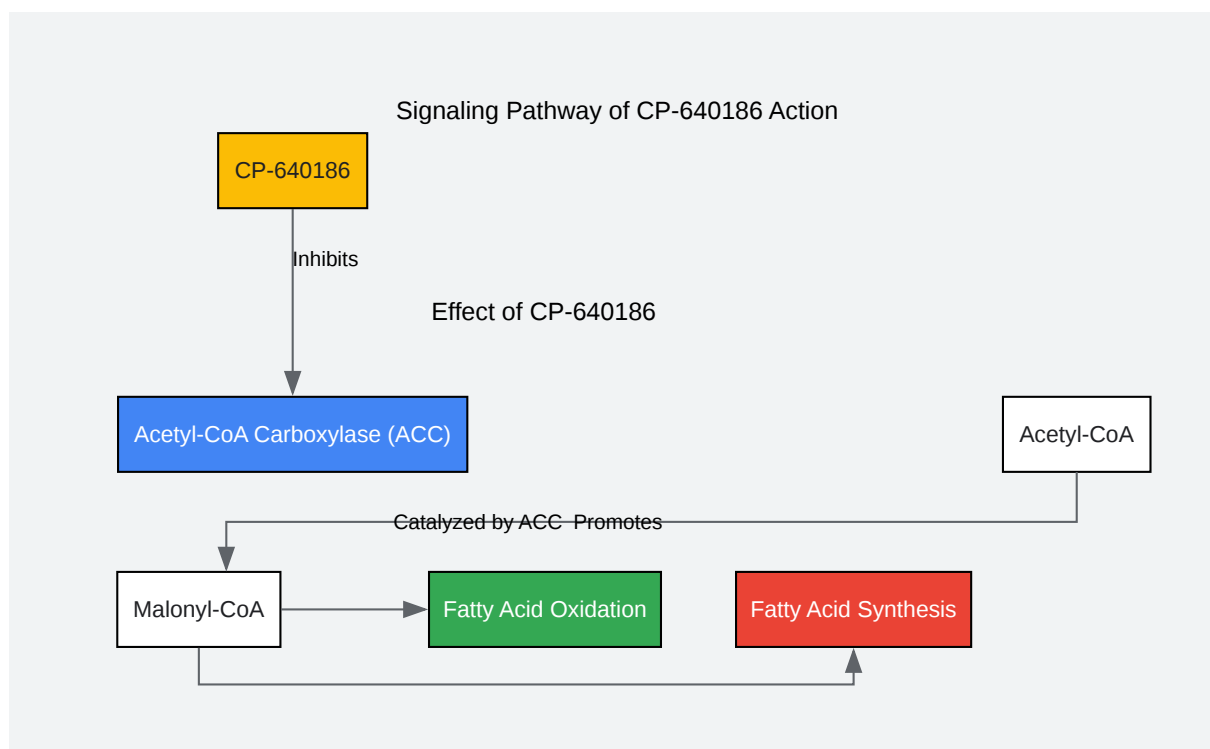 Signaling Pathway of CP-640186 Action
CP-640186
Inhibits
Effect of CP-640186
Acetyl-CoA Carboxylase (ACC)
Acetyl-CoA
Catalyzed by ACC Promotes
Malonyl-CoA
Fatty Acid Oxidation
Fatty Acid Synthesis